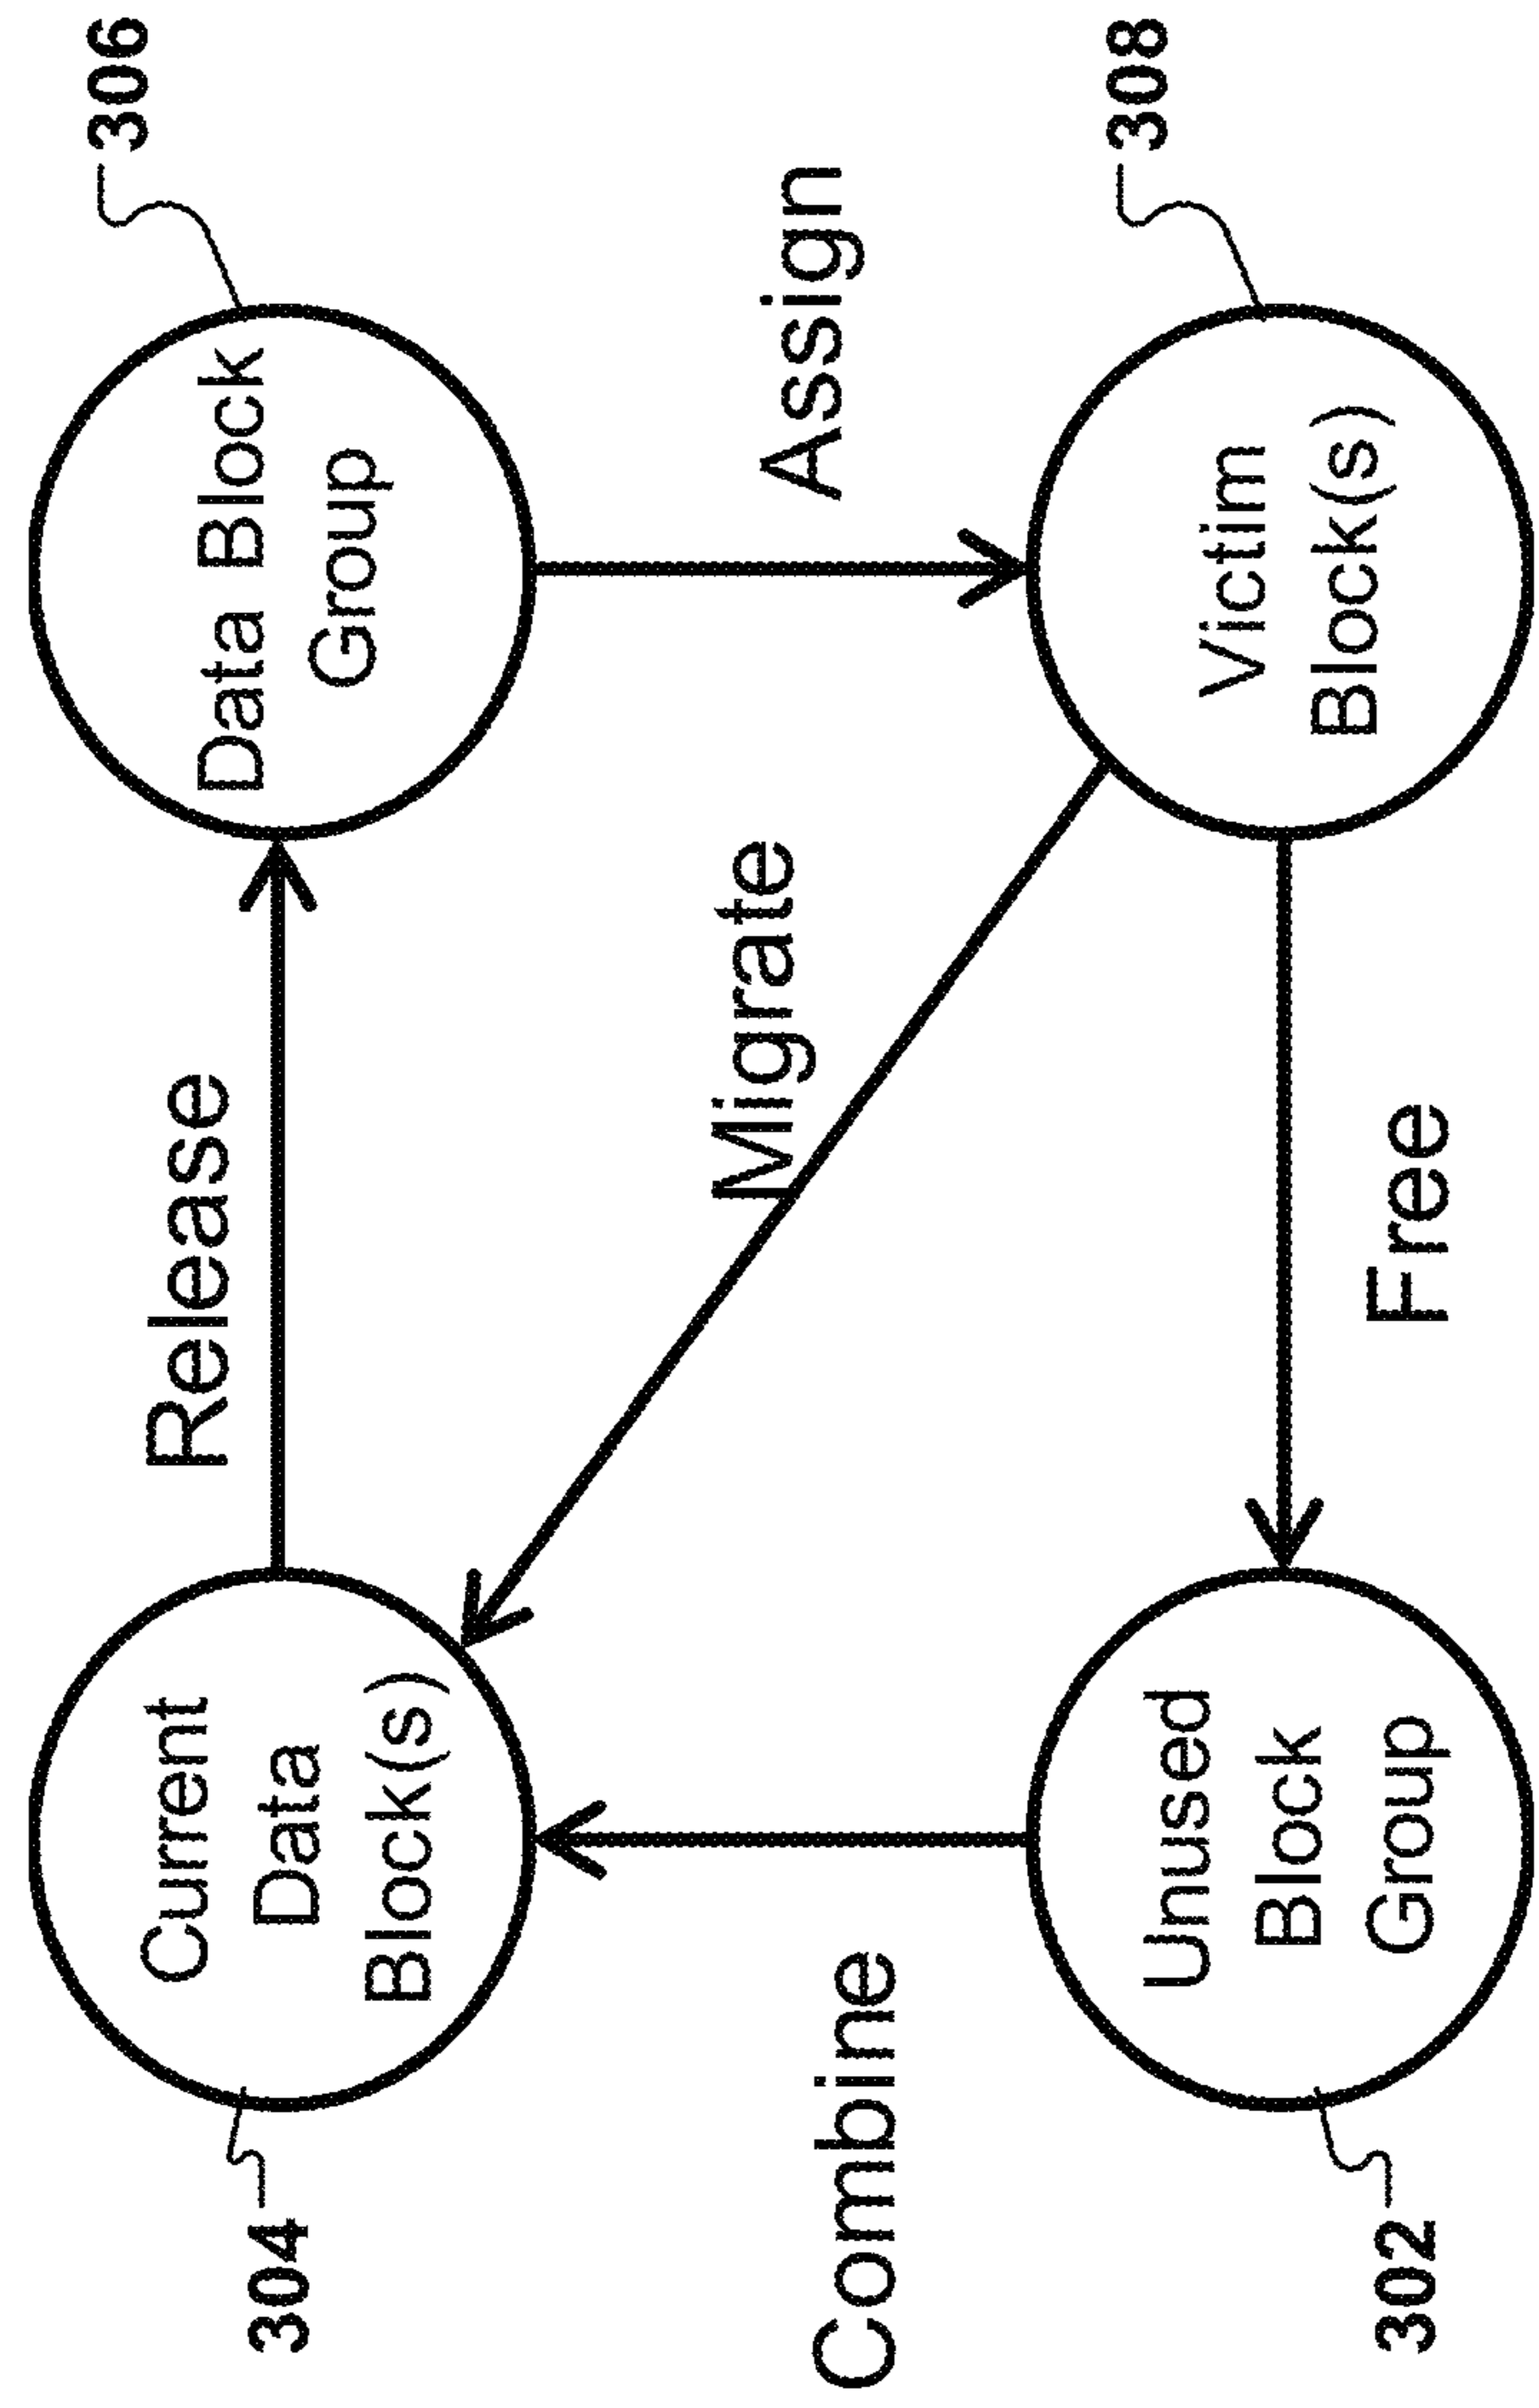 304
Current
Data
Block(s)
Release
Data Block
Group
306
Combine
Migrate
Assign
302
Unused
Block
Group
Free
Victim
Block(s)
308